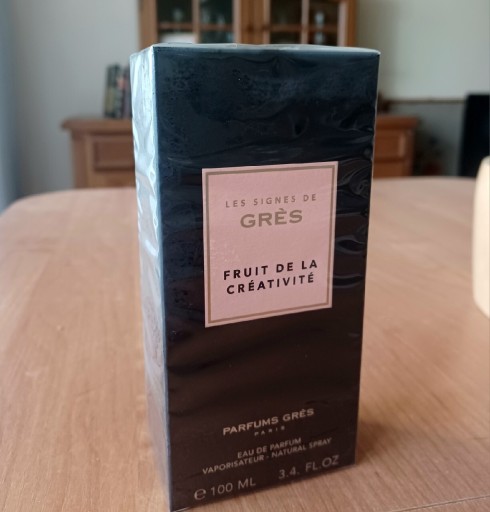 LES SIGNES DE
GRÈS
FRUIT DE LA
CRÉATIVITÉ
PARFUMS GRÈS
PARIS
EAU DE PARFUM
VAPORISATEUR - NATURAL SPRAY
℮ 100 ML 3.4. FL.OZ